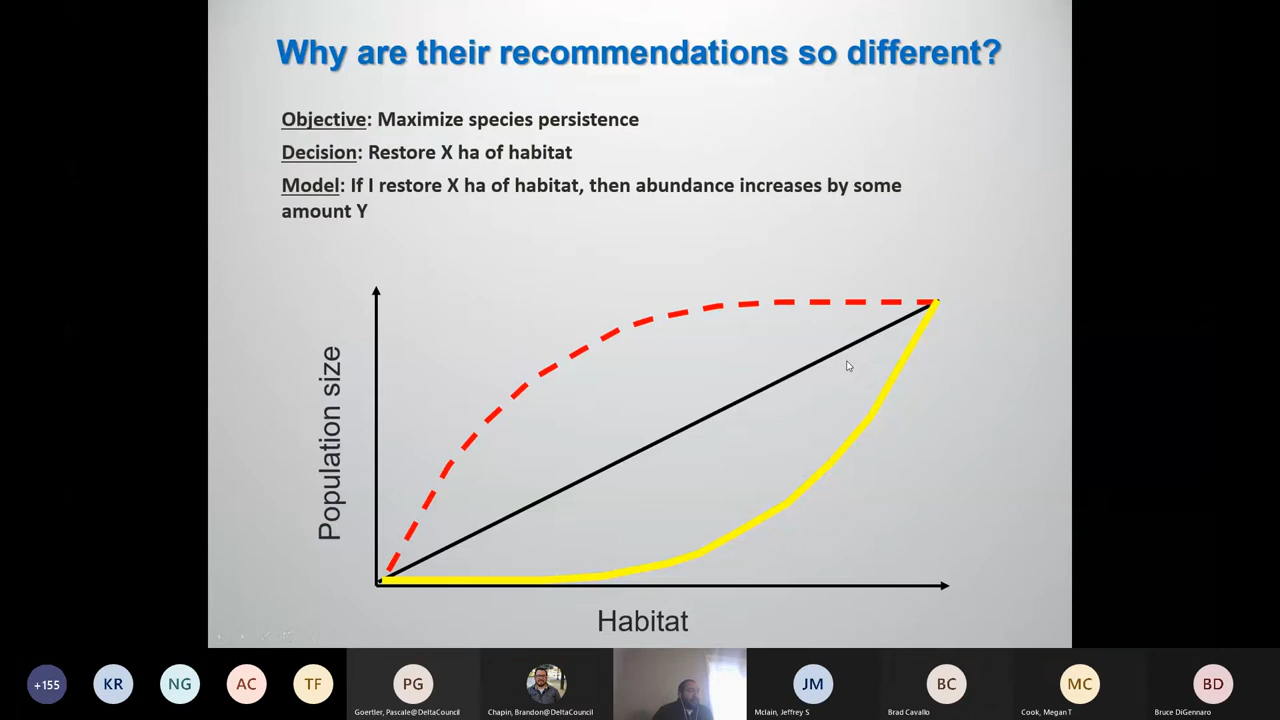 Why are their recommendations so different?
Objective: Maximize species persistence
Decision: Restore X ha of habitat
Model: If I restore X ha of habitat, then abundance increases by some
amount Y
Population size
Habitat
+155
KR
NG
AC
TF
PG
JM
BC
MC
BD
Goertler, Pascale@DeltaCouncil
Chapin, Brandon@DeltaCouncil
Mclain, Jeffrey S
Brad Cavallo
Cook, Megan T
Bruce DiGennaro